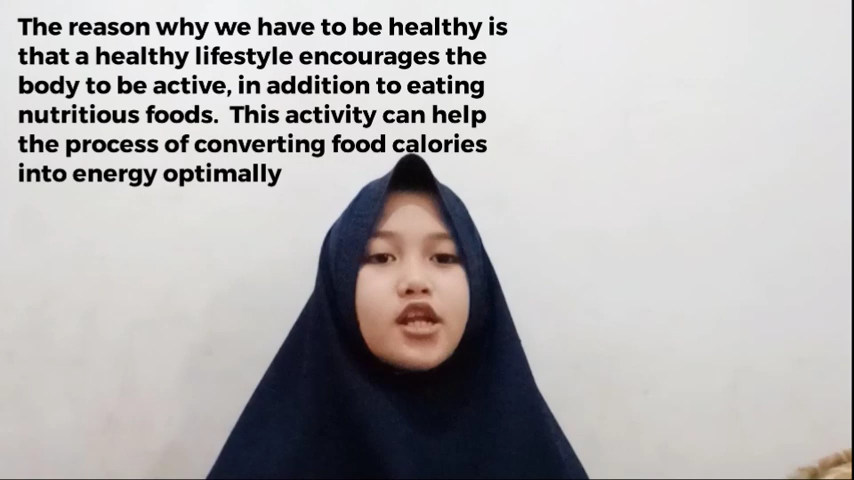 The reason why we have to be healthy is
that a healthy lifestyle encourages the
body to be active, in addition to eating
nutritious foods.  This activity can help
the process of converting food calories
into energy optimally